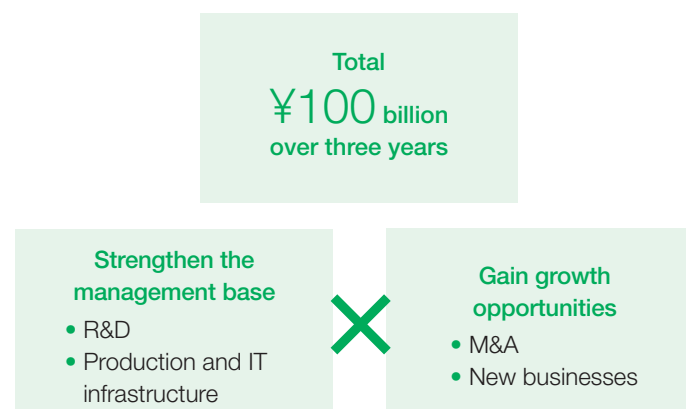 Total
¥100 billion
over three years
Strengthen the
management base
• R&D
• Production and IT
infrastructure
Gain growth
opportunities
• M&A
• New businesses